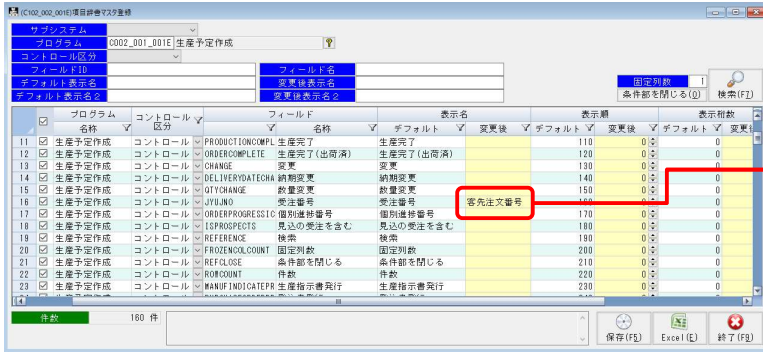 (C102_002_001E)項目辞書マスタ登録
サブシステム
プログラム C002_001_001E 生産予定作成
コントロール区分
フィールドID フィールド名
デフォルト表示名 変更後表示名 固定列数 1
デフォルト表示名2 変更後表示名2 条件部を閉じる(O) 検索(F7)
プログラム コントロール区分 フィールド 表示名 表示順 表示桁数
名称 名称 デフォルト 変更後 デフォルト 変更後 デフォルト
11 生産予定作成 コントロール PRODUCTIONCOMPL 生産完了 生産完了 110 0 0
12 生産予定作成 コントロール ORDERCOMPLETE 生産完了(出荷済) 生産完了(出荷済) 120 0 0
13 生産予定作成 コントロール CHANGE 変更 変更 130 0 0
14 生産予定作成 コントロール DELIVERYDATECHA 納期変更 納期変更 140 0 0
15 生産予定作成 コントロール QTYCHANGE 数量変更 数量変更 150 0 0
16 生産予定作成 コントロール JYUJNO 受注番号 受注番号 客先注文番号 160 0 0
17 生産予定作成 コントロール ORDERPROGRESSIC 個別進捗番号 個別進捗番号 170 0 0
18 生産予定作成 コントロール ISPROSPECTS 見込の受注を含む 見込の受注を含む 180 0 0
19 生産予定作成 コントロール REFERENCE 検索 検索 190 0 0
20 生産予定作成 コントロール FROZENCOLCOUNT 固定列数 固定列数 200 0 0
21 生産予定作成 コントロール REFCLOSE 条件部を閉じる 条件部を閉じる 210 0 0
22 生産予定作成 コントロール ROWCOUNT 件数 件数 220 0 0
23 生産予定作成 コントロール MANUFINDICATEPR 生産指示書発行 生産指示書発行 230 0 0
件数 160 件
保存(F5) Excel(E) 終了(F9)